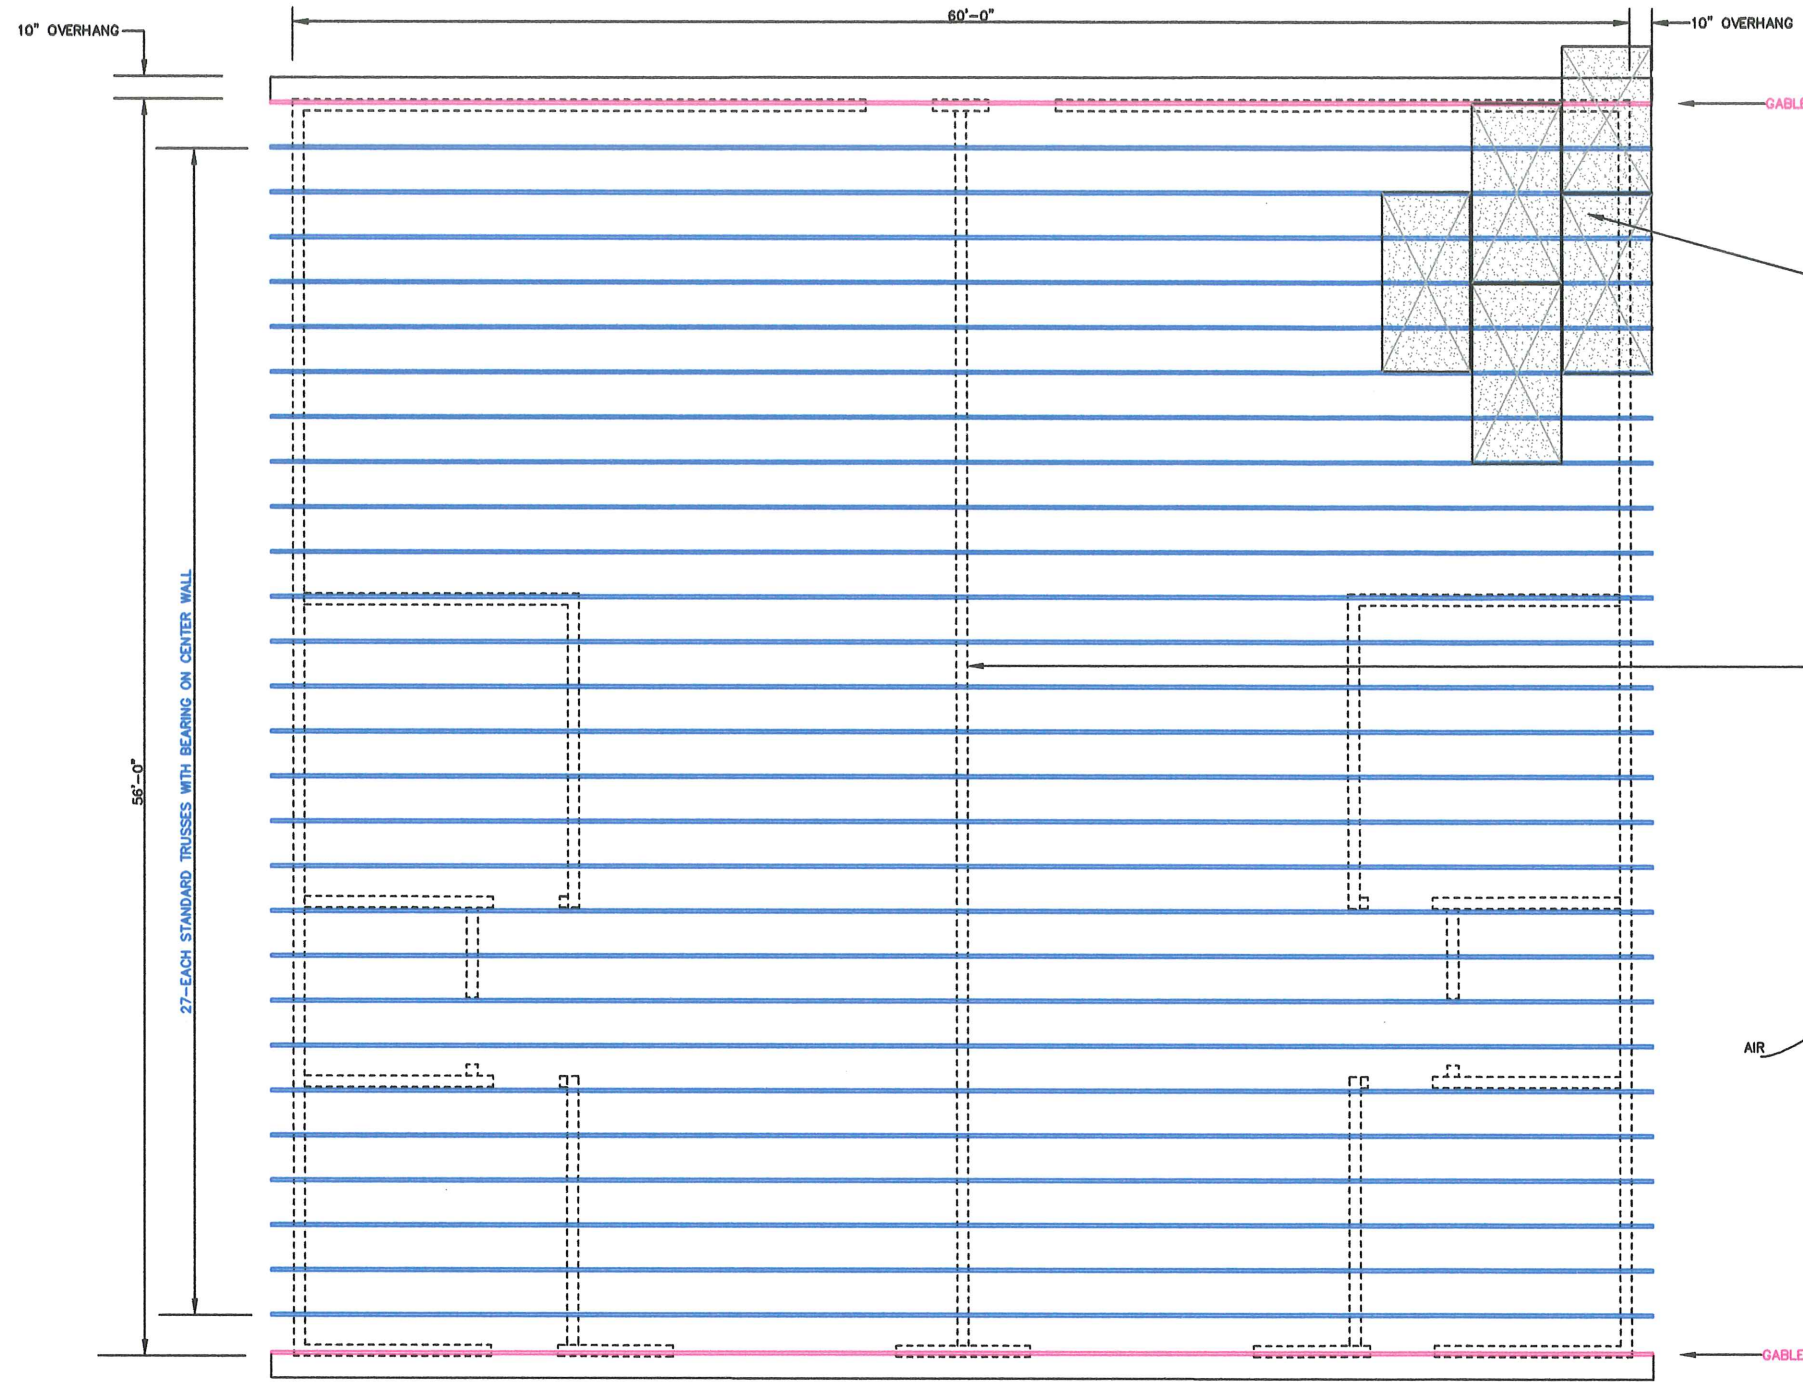 60'-0"
10" OVERHANG
10" OVERHANG
GABLE
27-EACH STANDARD TRUSSES WITH BEARING ON CENTER WALL
56'-0"
AIR
GABLE